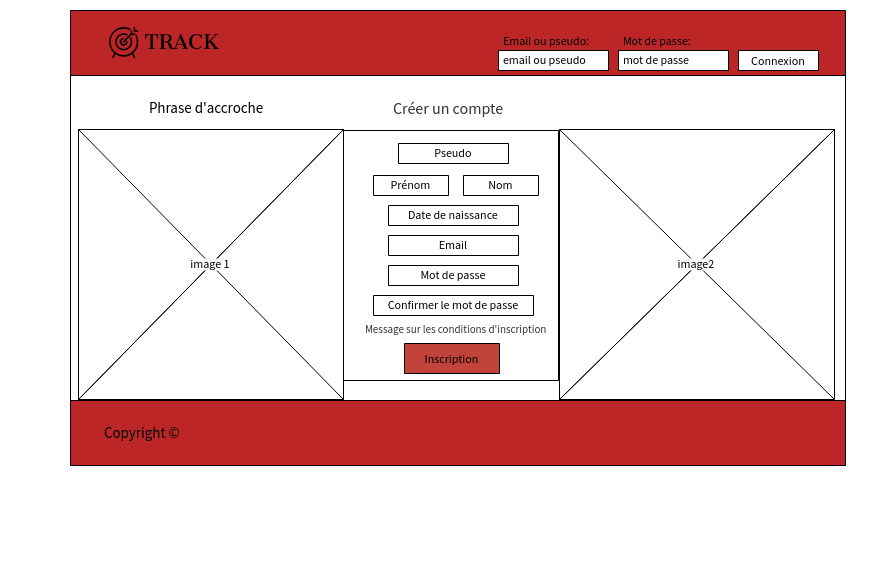 TRACK
Email ou pseudo: Mot de passe:
email ou pseudo mot de passe Connexion
Phrase d'accroche Créer un compte
Pseudo
Prénom Nom
Date de naissance
Email
image 1 image2
Mot de passe
Confirmer le mot de passe
Message sur les conditions d'inscription
Inscription
Copyright ©